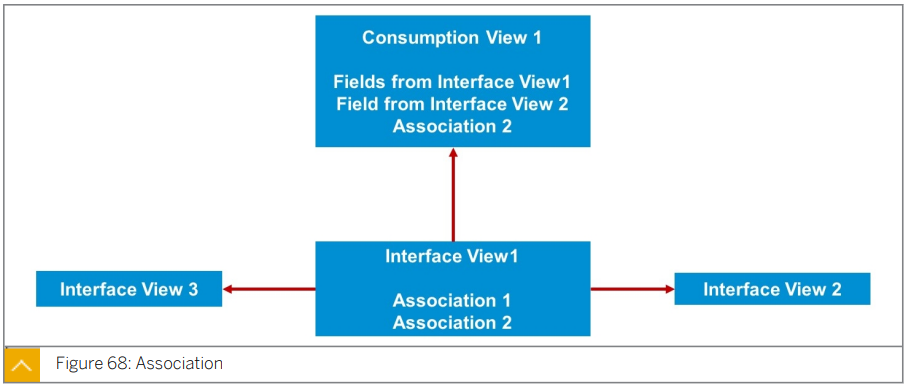 Consumption View 1
Fields from Interface View1
Field from Interface View 2
Association 2
Interface View1
Association 1
Association 2
Interface View 3
Interface View 2
Figure 68: Association